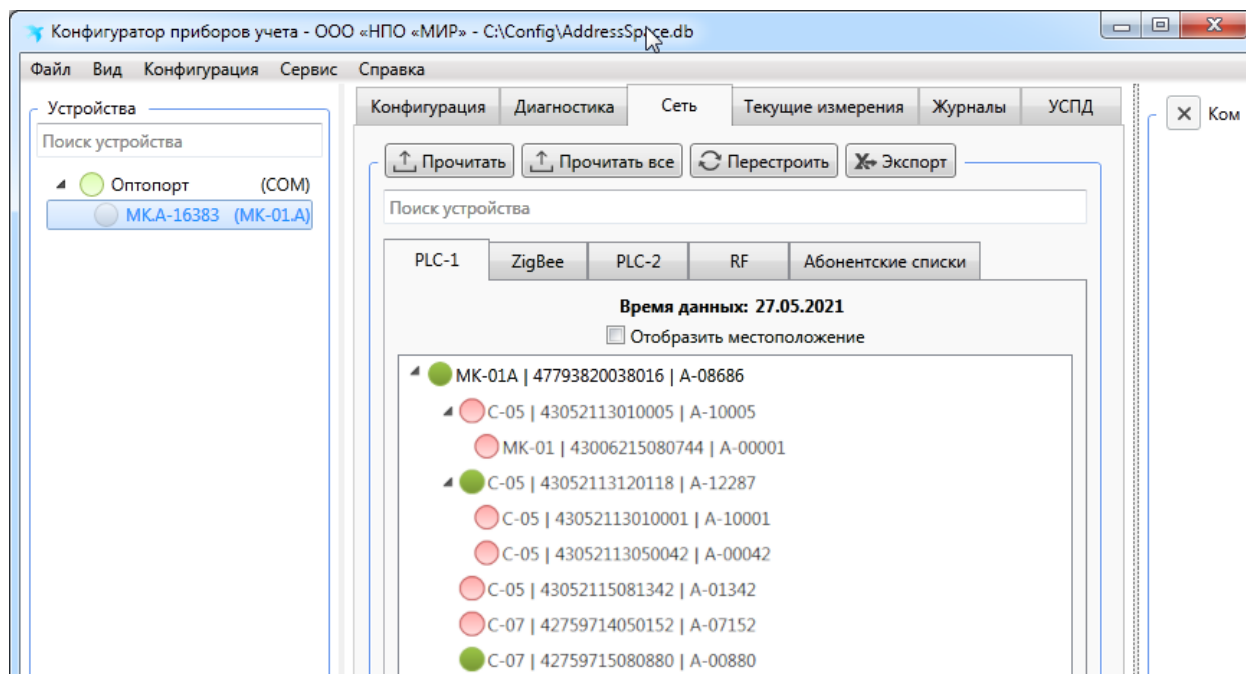 Конфигуратор приборов учета - ООО «НПО «МИР» - C:\Config\AddressSpace.db
Файл Вид Конфигурация Сервис Справка
Устройства
Поиск устройства
Оптопорт (COM)
MK.A-16383 (MK-01.A)
Конфигурация Диагностика Сеть Текущие измерения Журналы УСПД
Прочитать Прочитать все Перестроить Экспорт
Поиск устройства
PLC-1 ZigBee PLC-2 RF Абонентские списки
Время данных: 27.05.2021
Отобразить местоположение
МК-01А | 47793820038016 | A-08686
С-05 | 43052113010005 | A-10005
МК-01 | 43006215080744 | A-00001
С-05 | 43052113120118 | A-12287
С-05 | 43052113010001 | A-10001
С-05 | 43052113050042 | A-00042
С-05 | 43052115081342 | A-01342
С-07 | 42759714050152 | A-07152
С-07 | 42759715080880 | A-00880
Ком